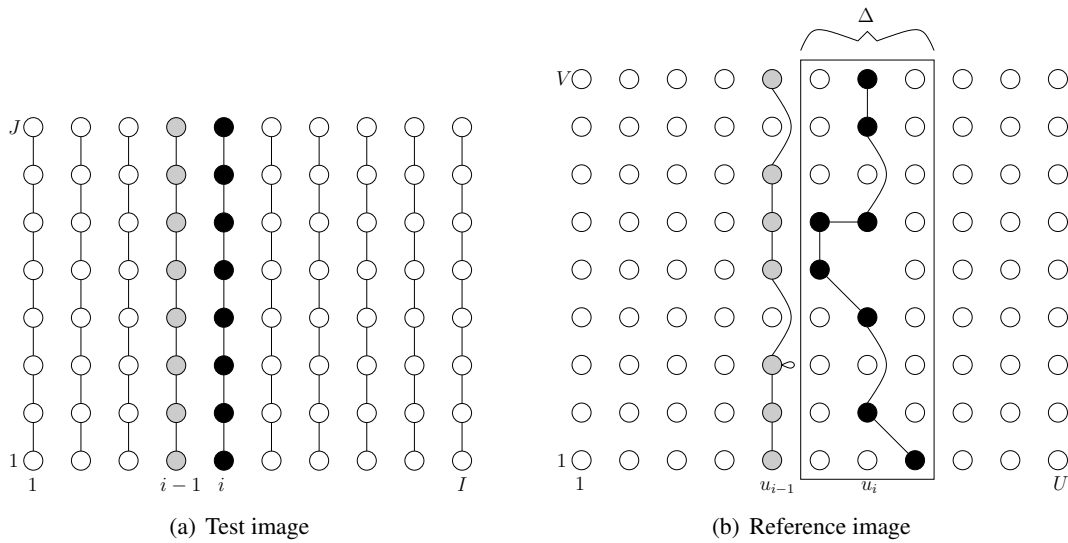 Δ
V
J
1
1 i − 1 i I
(a) Test image
1
1 u_{i−1} u_i U
(b) Reference image